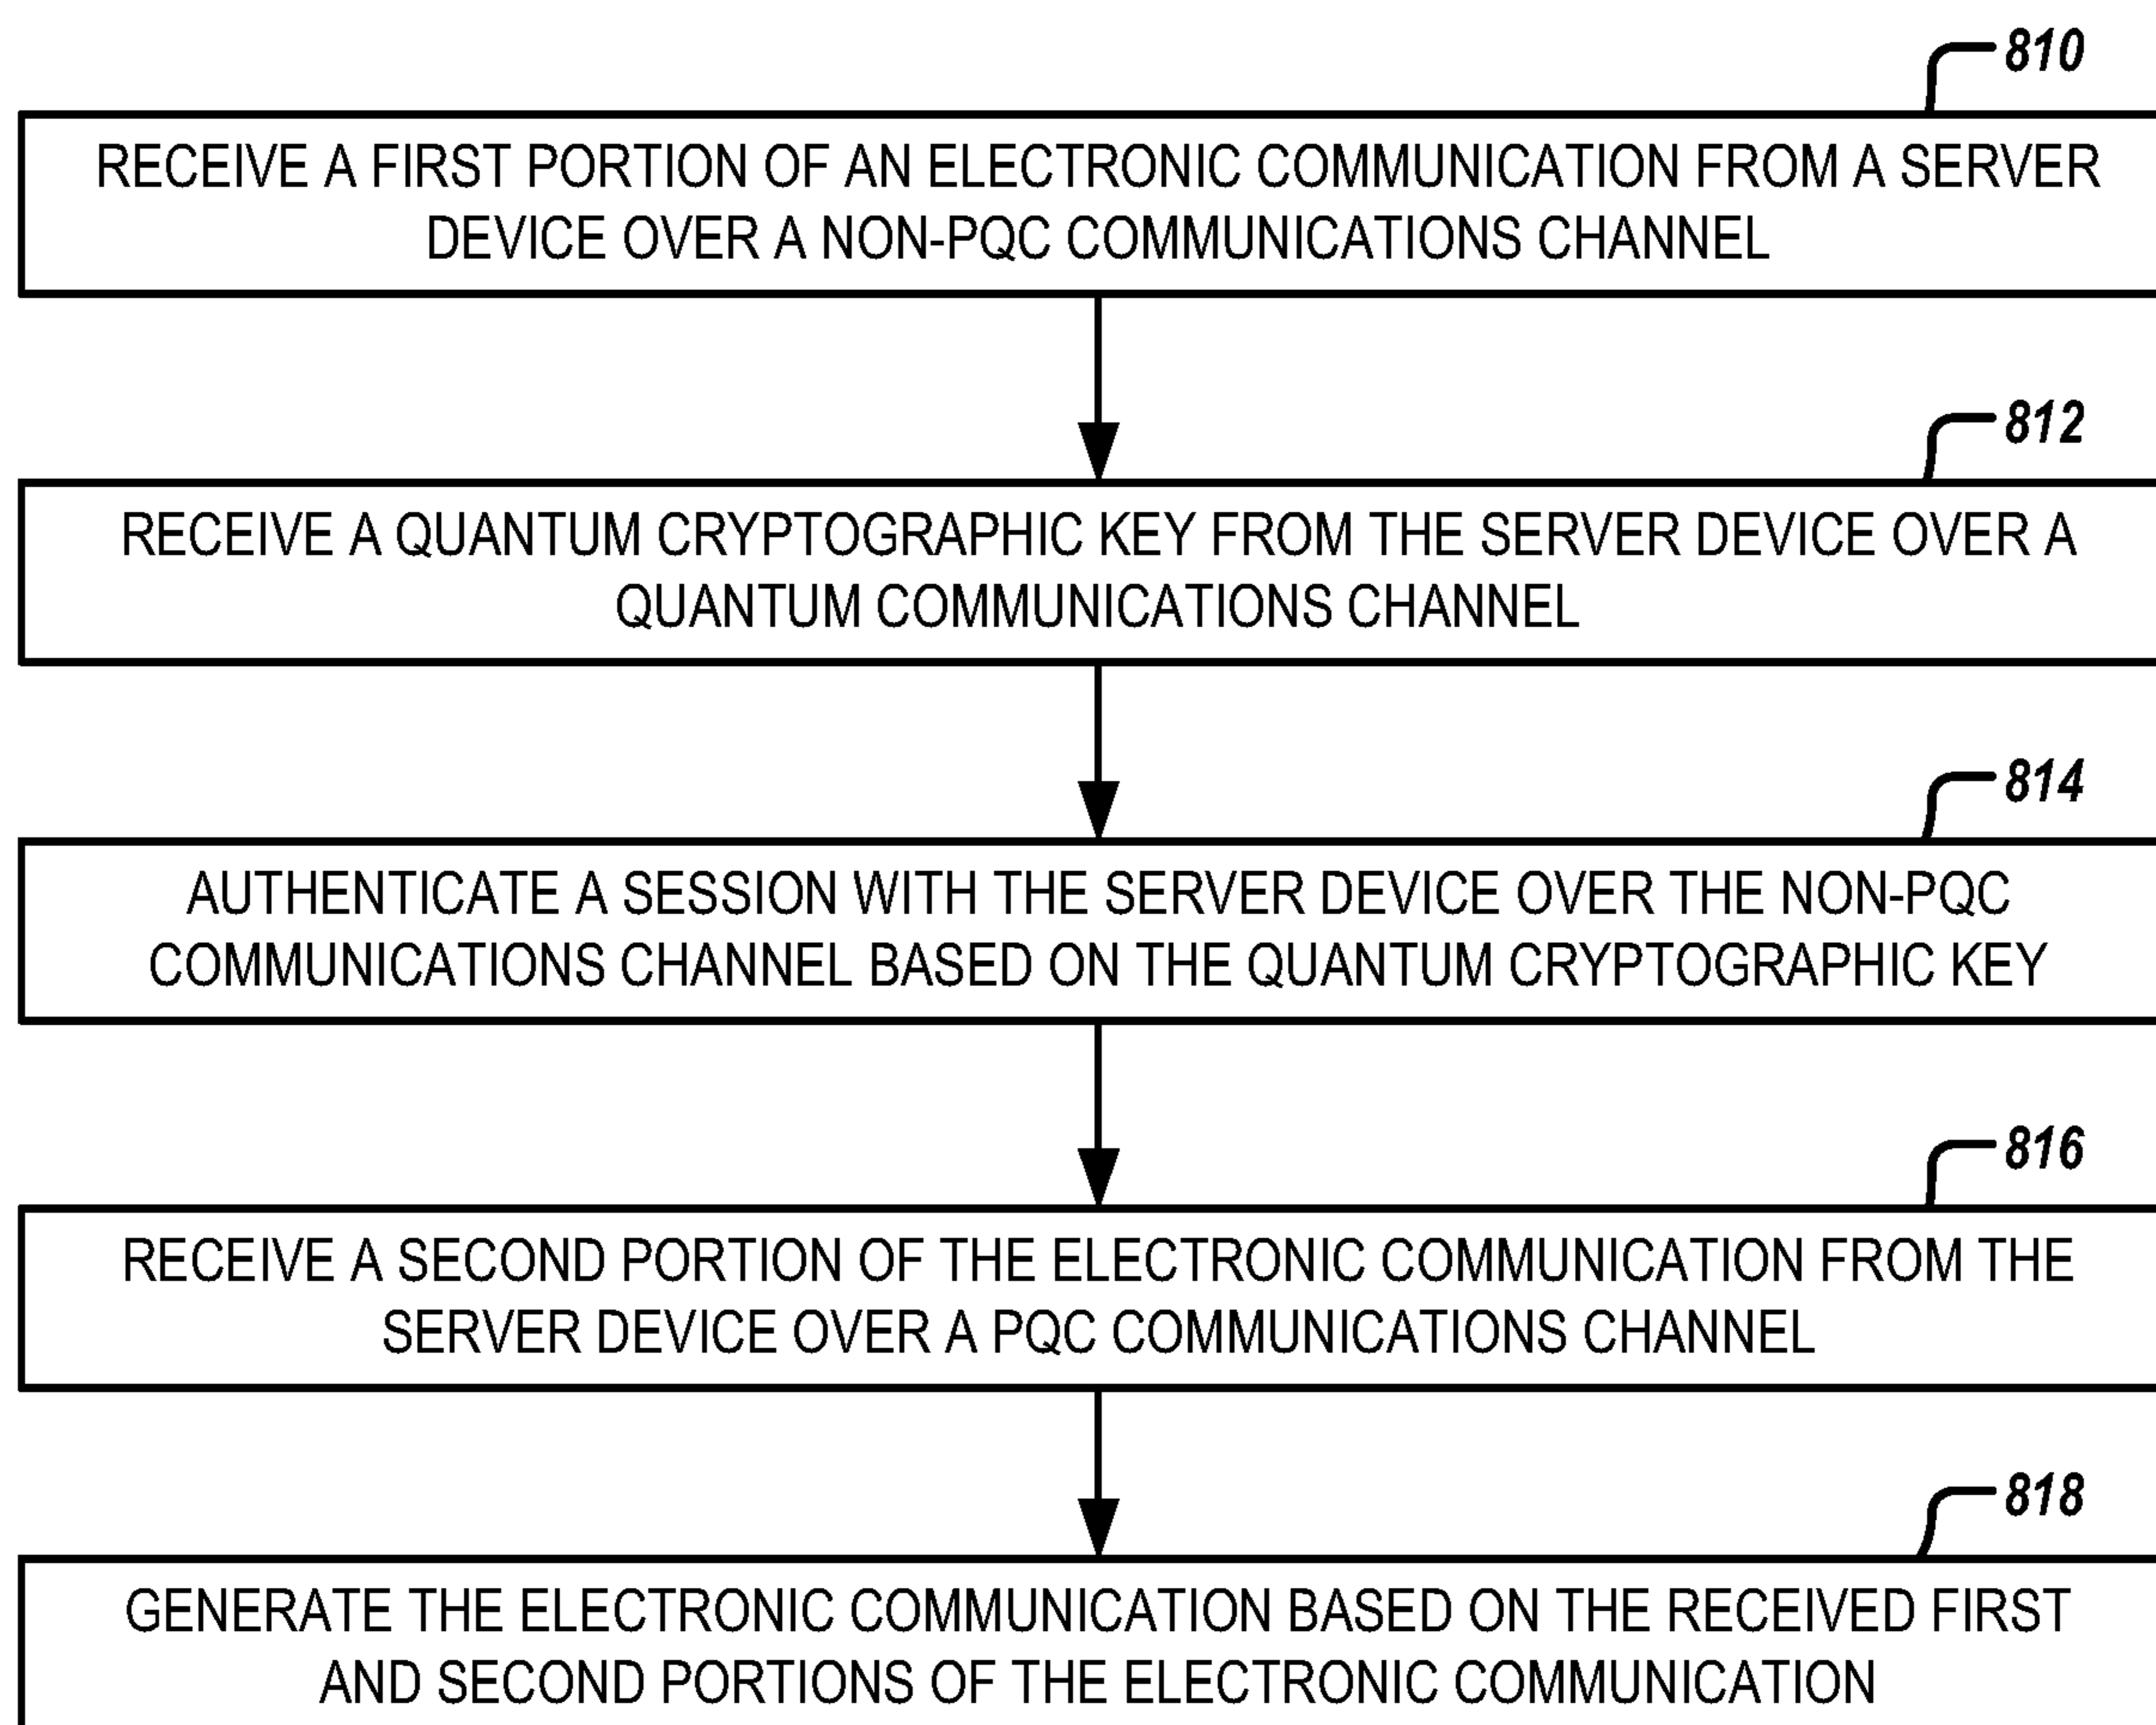 810
RECEIVE A FIRST PORTION OF AN ELECTRONIC COMMUNICATION FROM A SERVER
DEVICE OVER A NON-PQC COMMUNICATIONS CHANNEL
812
RECEIVE A QUANTUM CRYPTOGRAPHIC KEY FROM THE SERVER DEVICE OVER A
QUANTUM COMMUNICATIONS CHANNEL
814
AUTHENTICATE A SESSION WITH THE SERVER DEVICE OVER THE NON-PQC
COMMUNICATIONS CHANNEL BASED ON THE QUANTUM CRYPTOGRAPHIC KEY
816
RECEIVE A SECOND PORTION OF THE ELECTRONIC COMMUNICATION FROM THE
SERVER DEVICE OVER A PQC COMMUNICATIONS CHANNEL
818
GENERATE THE ELECTRONIC COMMUNICATION BASED ON THE RECEIVED FIRST
AND SECOND PORTIONS OF THE ELECTRONIC COMMUNICATION